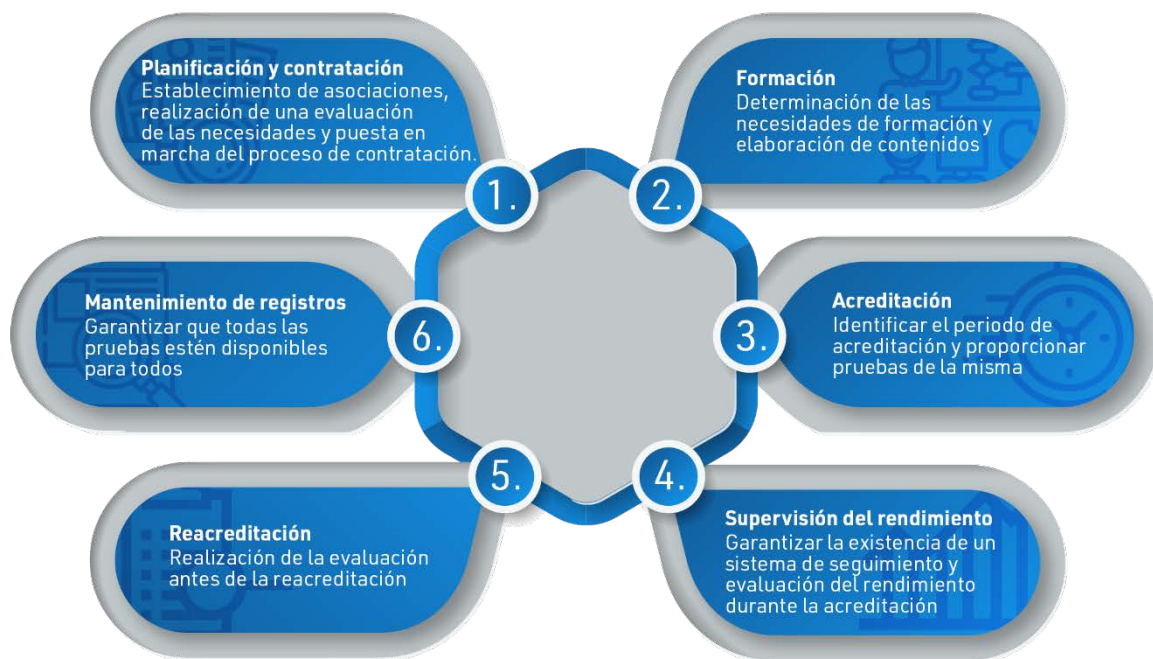 1.
Planificación y contratación
Establecimiento de asociaciones,
realización de una evaluación
de las necesidades y puesta en
marcha del proceso de contratación.
2.
Formación
Determinación de las
necesidades de formación y
elaboración de contenidos
3.
Acreditación
Identificar el periodo de
acreditación y proporcionar
pruebas de la misma
4.
Supervisión del rendimiento
Garantizar la existencia de un
sistema de seguimiento y
evaluación del rendimiento
durante la acreditación
5.
Reacreditación
Realización de la evaluación
antes de la reacreditación
6.
Mantenimiento de registros
Garantizar que todas las
pruebas estén disponibles
para todos